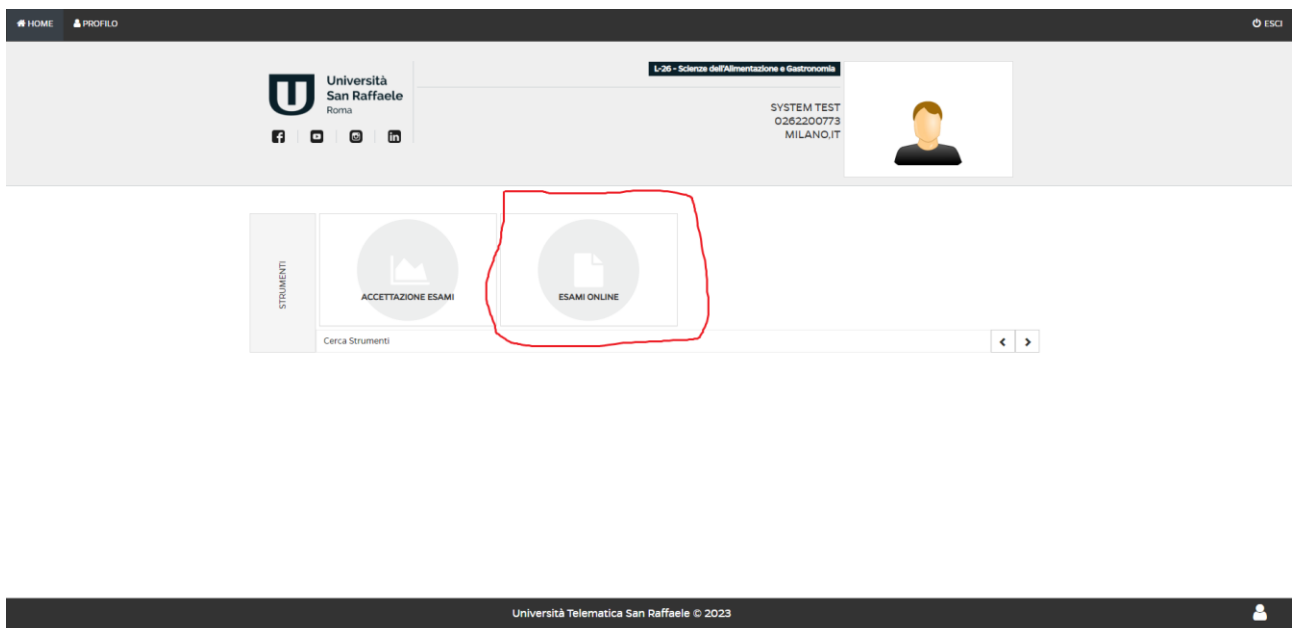 HOME
PROFILO
ESCI
Università
San Raffaele
Roma
L-26 - Scienze dell'Alimentazione e Gastronomia
SYSTEM TEST
0262200773
MILANO,IT
STRUMENTI
ACCETTAZIONE ESAMI
ESAMI ONLINE
Cerca Strumenti
Università Telematica San Raffaele © 2023